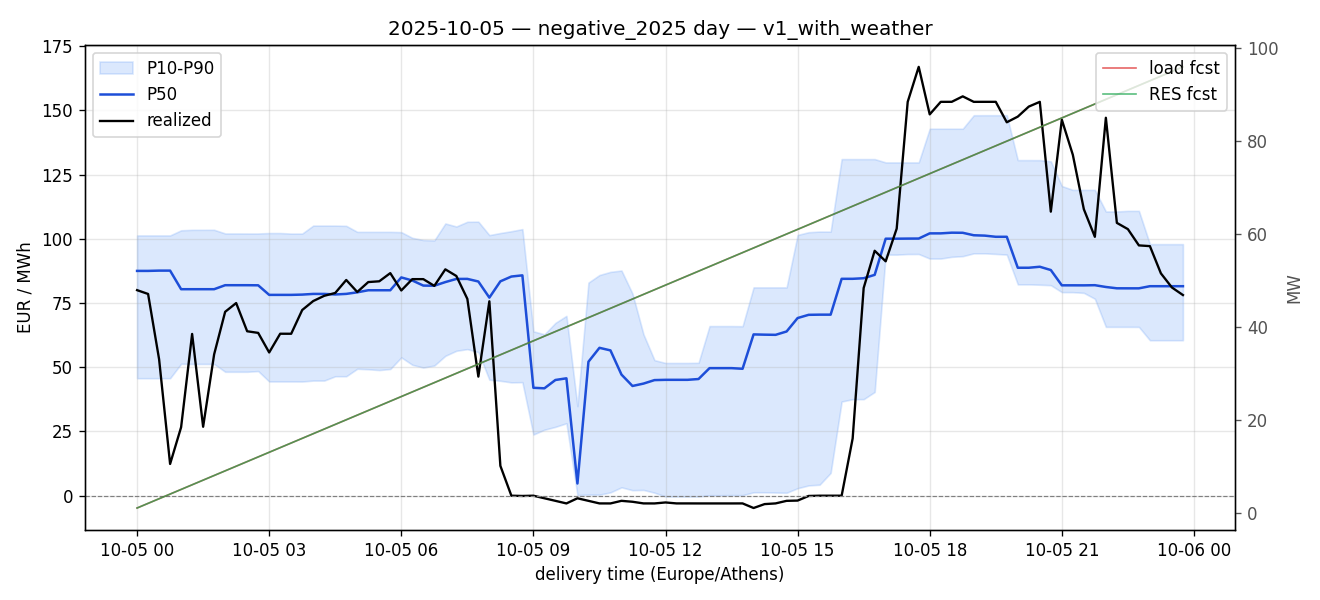 2025-10-05 — negative_2025 day — v1_with_weather
P10-P90
P50
realized
load fcst
RES fcst
EUR / MWh
175
150
125
100
75
50
25
0
MW
100
80
60
40
20
0
10-05 00
10-05 03
10-05 06
10-05 09
10-05 12
10-05 15
10-05 18
10-05 21
10-06 00
delivery time (Europe/Athens)